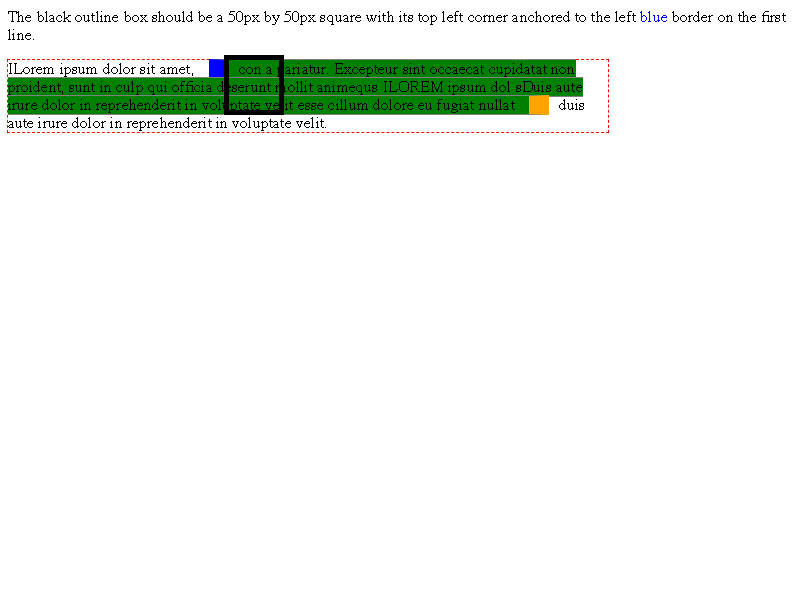 The black outline box should be a 50px by 50px square with its top left corner anchored to the left blue border on the first
line.
ILorem ipsum dolor sit amet, con a pariatur. Excepteur sint occaecat cupidatat non
proident, sunt in culp qui officia deserunt mollit animequs ILOREM ipsum dol sDuis aute
irure dolor in reprehenderit in voluptate velit esse cillum dolore eu fugiat nullat duis
aute irure dolor in reprehenderit in voluptate velit.